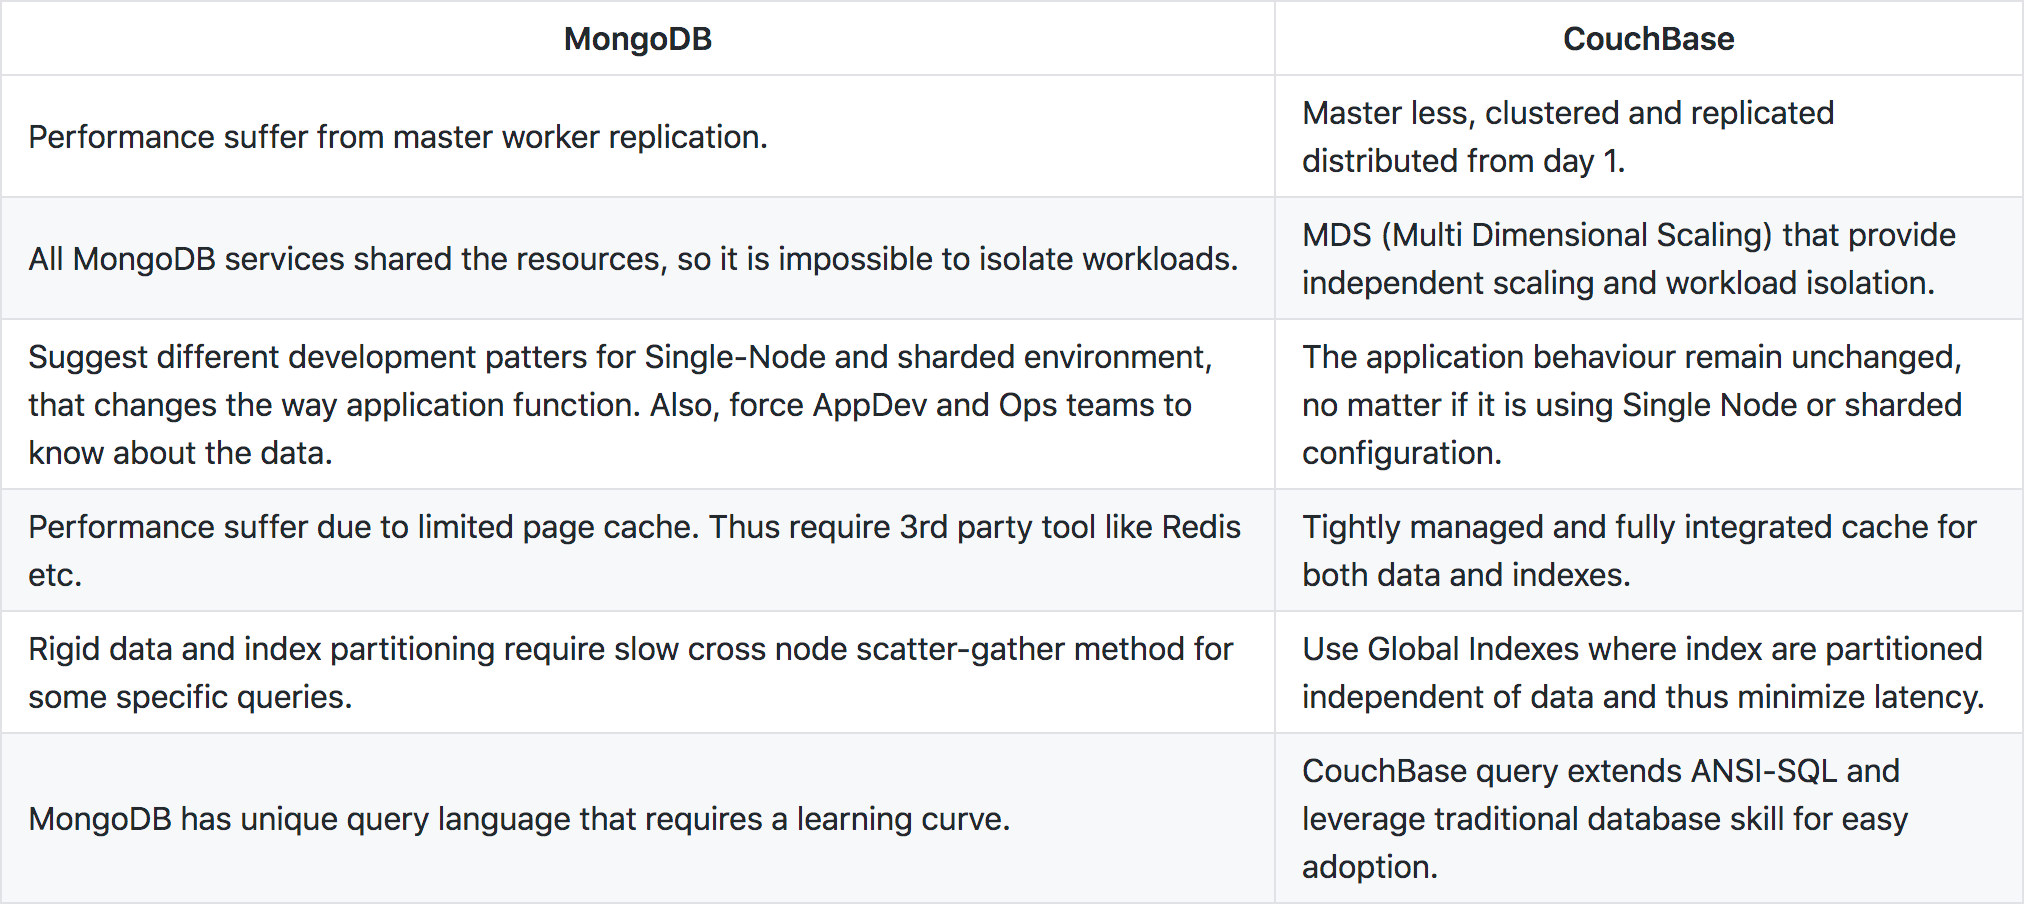 MongoDB
CouchBase
Performance suffer from master worker replication.
Master less, clustered and replicated
distributed from day 1.
All MongoDB services shared the resources, so it is impossible to isolate workloads.
MDS (Multi Dimensional Scaling) that provide
independent scaling and workload isolation.
Suggest different development patters for Single-Node and sharded environment,
that changes the way application function. Also, force AppDev and Ops teams to
know about the data.
The application behaviour remain unchanged,
no matter if it is using Single Node or sharded
configuration.
Performance suffer due to limited page cache. Thus require 3rd party tool like Redis
etc.
Tightly managed and fully integrated cache for
both data and indexes.
Rigid data and index partitioning require slow cross node scatter-gather method for
some specific queries.
Use Global Indexes where index are partitioned
independent of data and thus minimize latency.
MongoDB has unique query language that requires a learning curve.
CouchBase query extends ANSI-SQL and
leverage traditional database skill for easy
adoption.